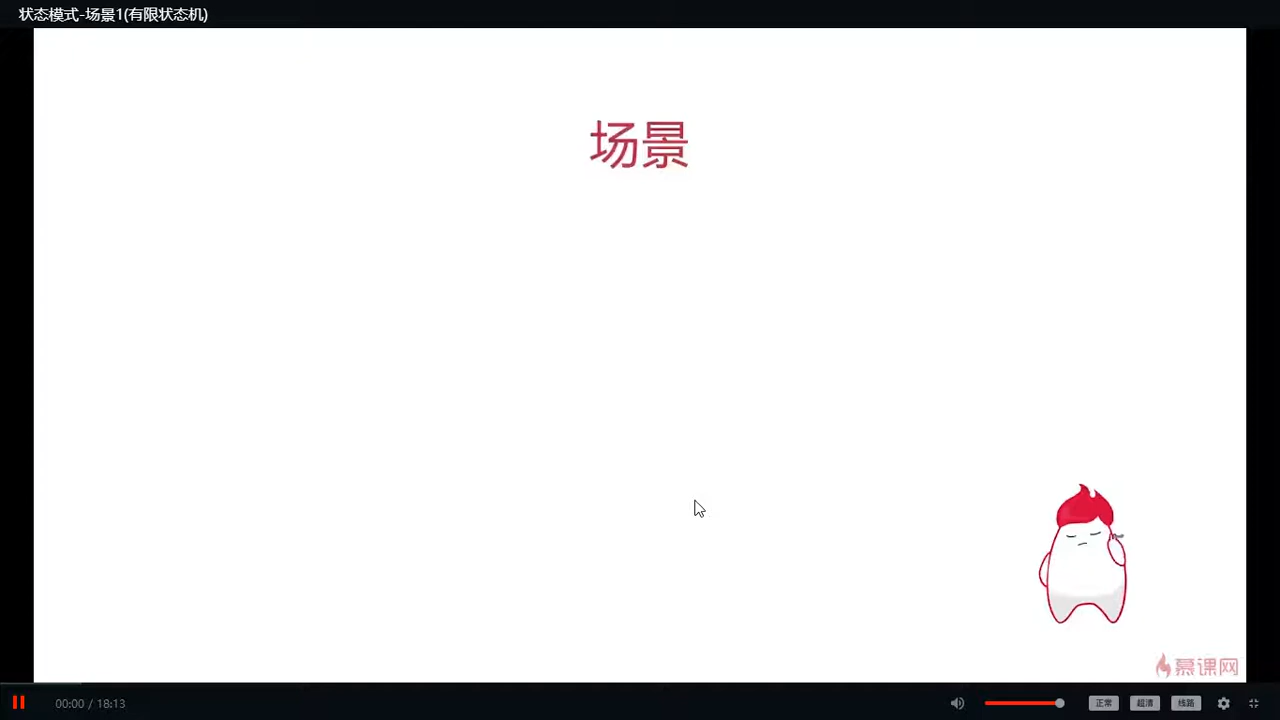 状态模式-场景1(有限状态机)
场景
慕课网
00:00 / 18:13
正常
超清
线路